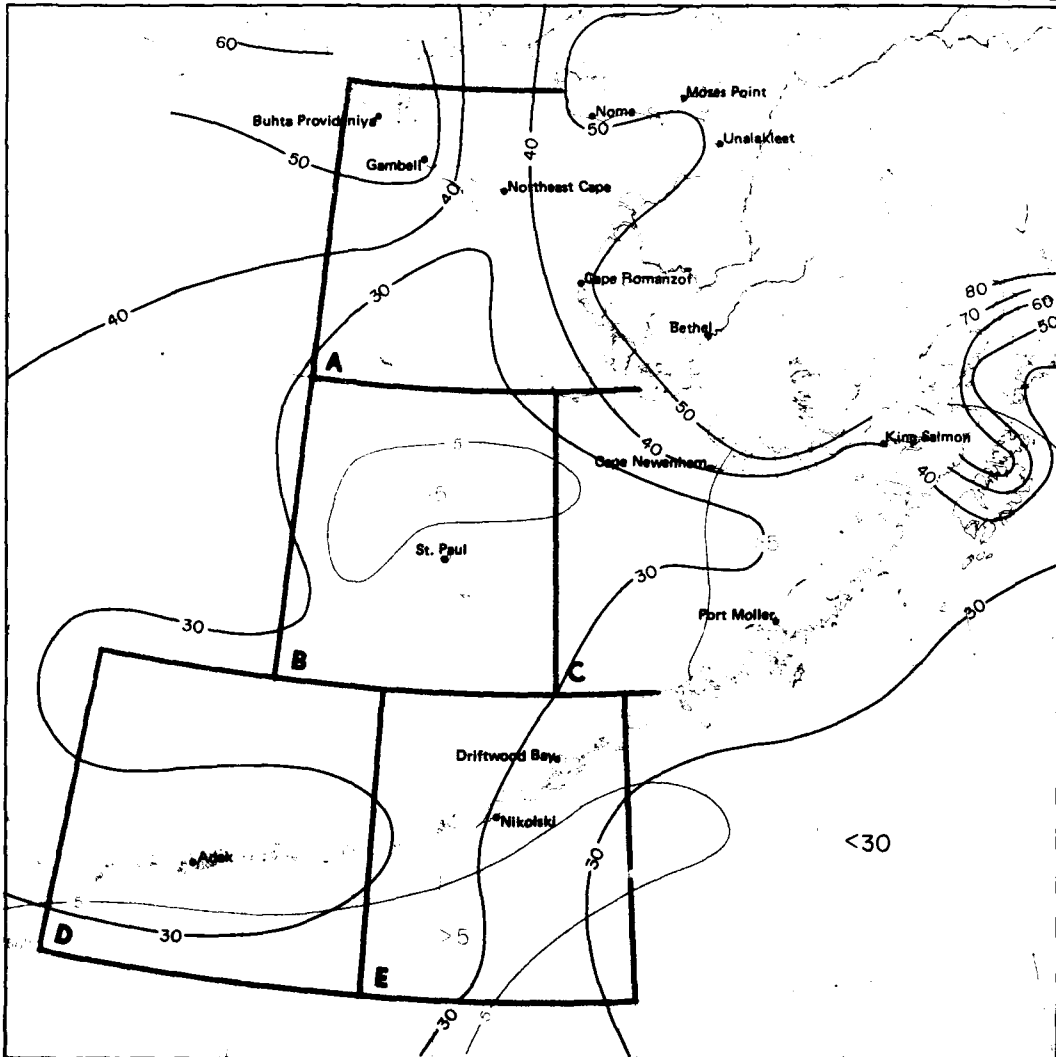 60
Moses Point
Nome
Buhta Provideniya
50
Unalakleet
50
40
Gambell
40
Northeast Cape
Cape Romanzof
80
30
60
70
40
50
Bethel
A
50
King Salmon
40
Cape Newenham
40
5
5
St. Paul
5
30
30
Port Moller
30
B
C
Driftwood Bay
Nikolski
<30
30
Adak
5
30
>5
D
E
30
5